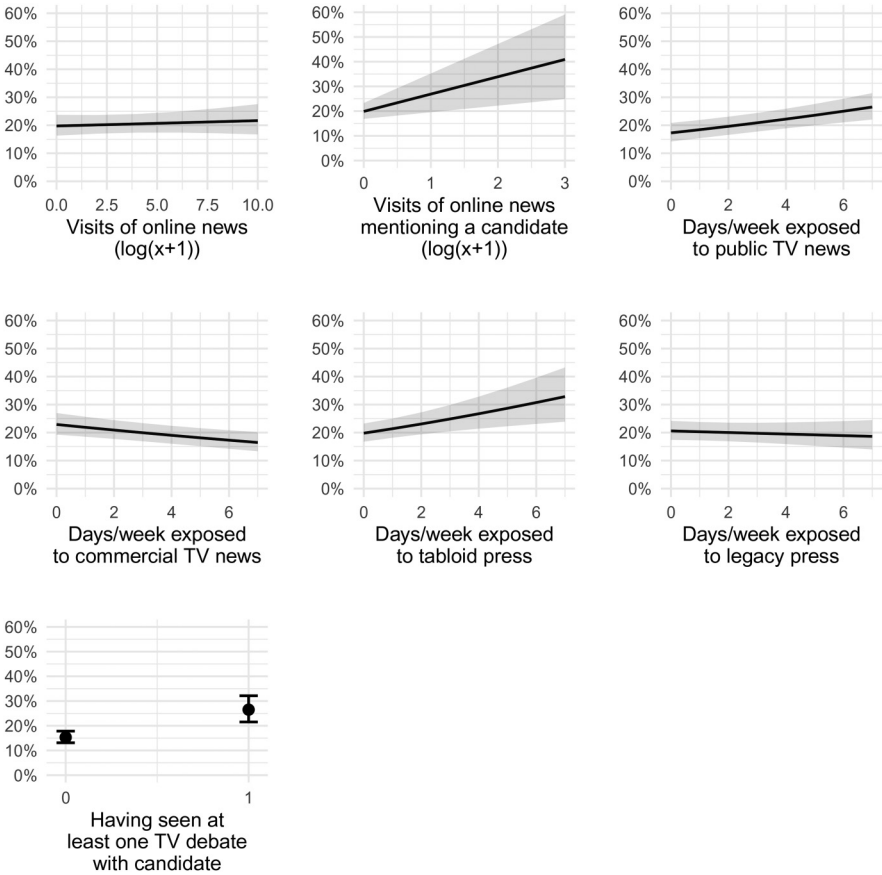 60%
50%
40%
30%
20%
10%
0%
0.0 2.5 5.0 7.5 10.0
Visits of online news
(log(x+1))
60%
50%
40%
30%
20%
10%
0%
0 1 2 3
Visits of online news
mentioning a candidate
(log(x+1))
60%
50%
40%
30%
20%
10%
0%
0 2 4 6
Days/week exposed
to public TV news
60%
50%
40%
30%
20%
10%
0%
0 2 4 6
Days/week exposed
to commercial TV news
60%
50%
40%
30%
20%
10%
0%
0 2 4 6
Days/week exposed
to tabloid press
60%
50%
40%
30%
20%
10%
0%
0 2 4 6
Days/week exposed
to legacy press
60%
50%
40%
30%
20%
10%
0%
0 1
Having seen at
least one TV debate
with candidate